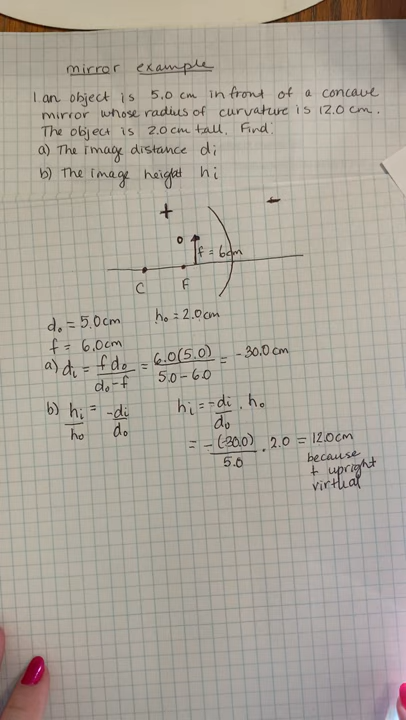 mirror example
1 an object is 5.0 cm in front of a concave
mirror whose radius of curvature is 12.0 cm.
The object is 2.0 cm tall. Find:
a) The image distance di
b) The image height hi
+ -
O
f = 6cm
C F
do = 5.0cm ho = 2.0cm
f = 6.0cm
a) di = f do / do - f = 6.0(5.0) / 5.0 - 6.0 = -30.0 cm
b) hi / ho = -di / do hi = -di / do · ho
= -(-30.0) / 5.0 · 2.0 = 12.0cm
because
+ upright
virtual